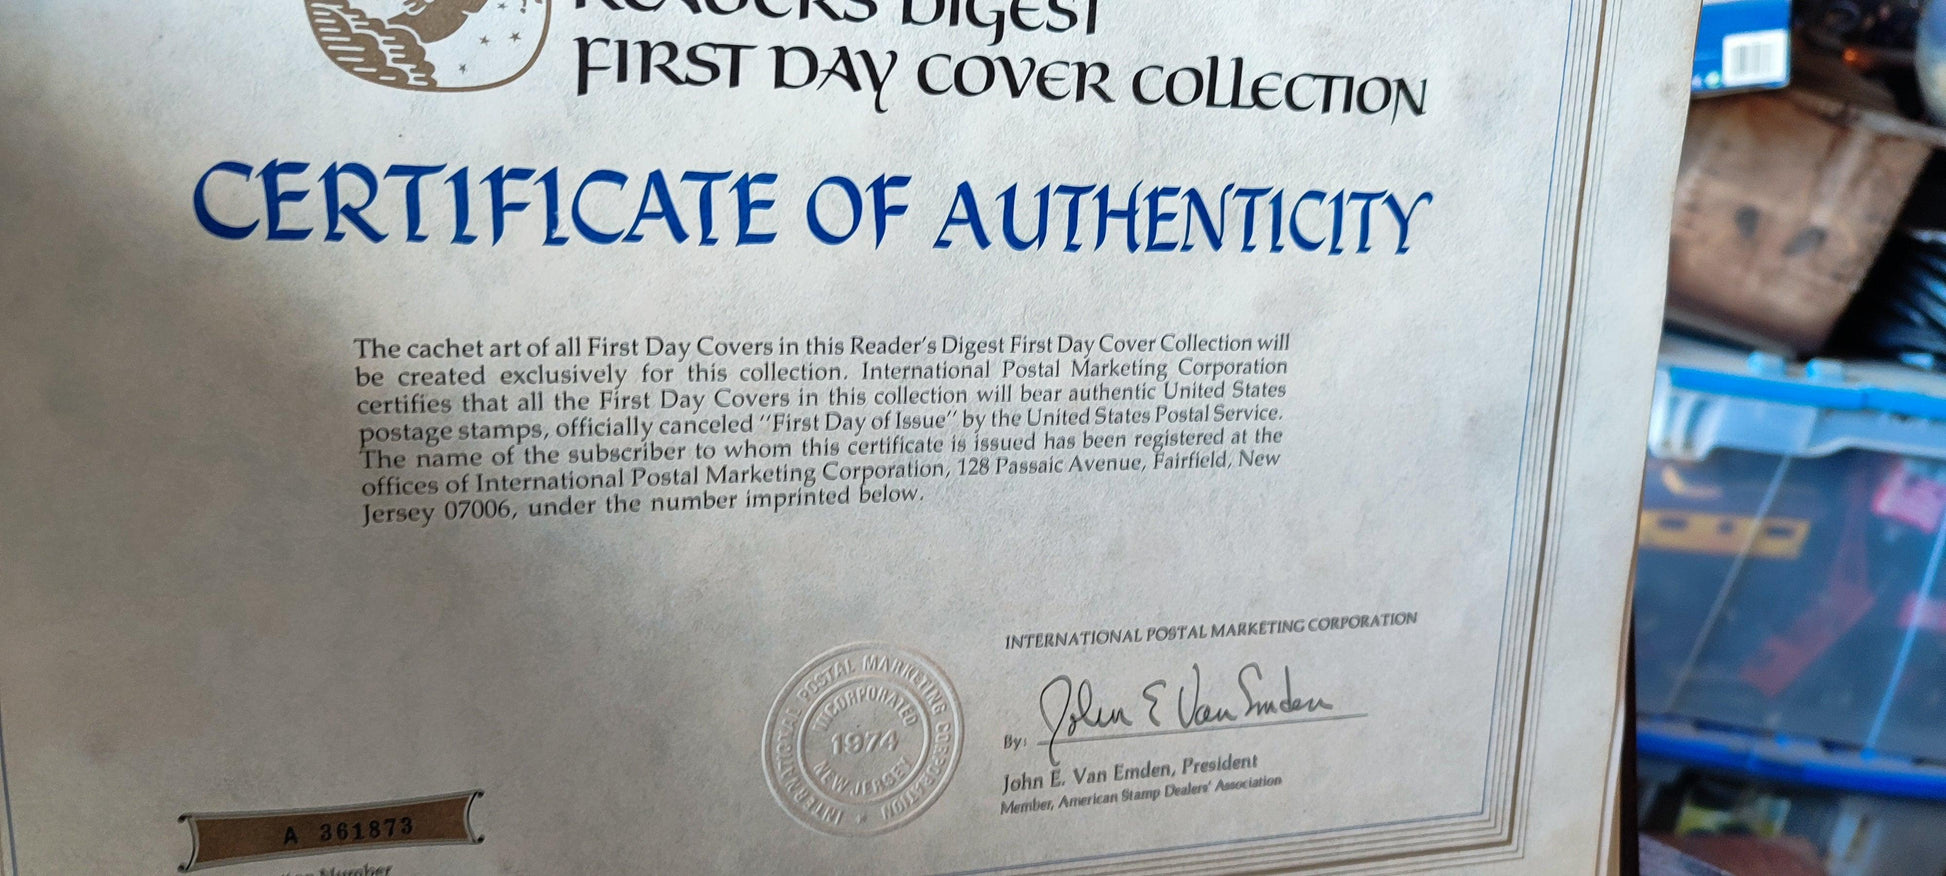 READER'S DIGEST
FIRST DAY COVER COLLECTION
CERTIFICATE OF AUTHENTICITY
The cachet art of all First Day Covers in this Reader's Digest First Day Cover Collection will
be created exclusively for this collection. International Postal Marketing Corporation
certifies that all the First Day Covers in this collection will bear authentic United States
postage stamps, officially canceled "First Day of Issue" by the United States Postal Service.
The name of the subscriber to whom this certificate is issued has been registered at the
offices of International Postal Marketing Corporation, 128 Passaic Avenue, Fairfield, New
Jersey 07006, under the number imprinted below.
INTERNATIONAL POSTAL MARKETING CORPORATION
INTERNATIONAL POSTAL MARKETING CORPORATION
INCORPORATED
1974
NEW JERSEY
John E Van Emden
By:
John E. Van Emden, President
Member, American Stamp Dealers' Association
A 361873
Number